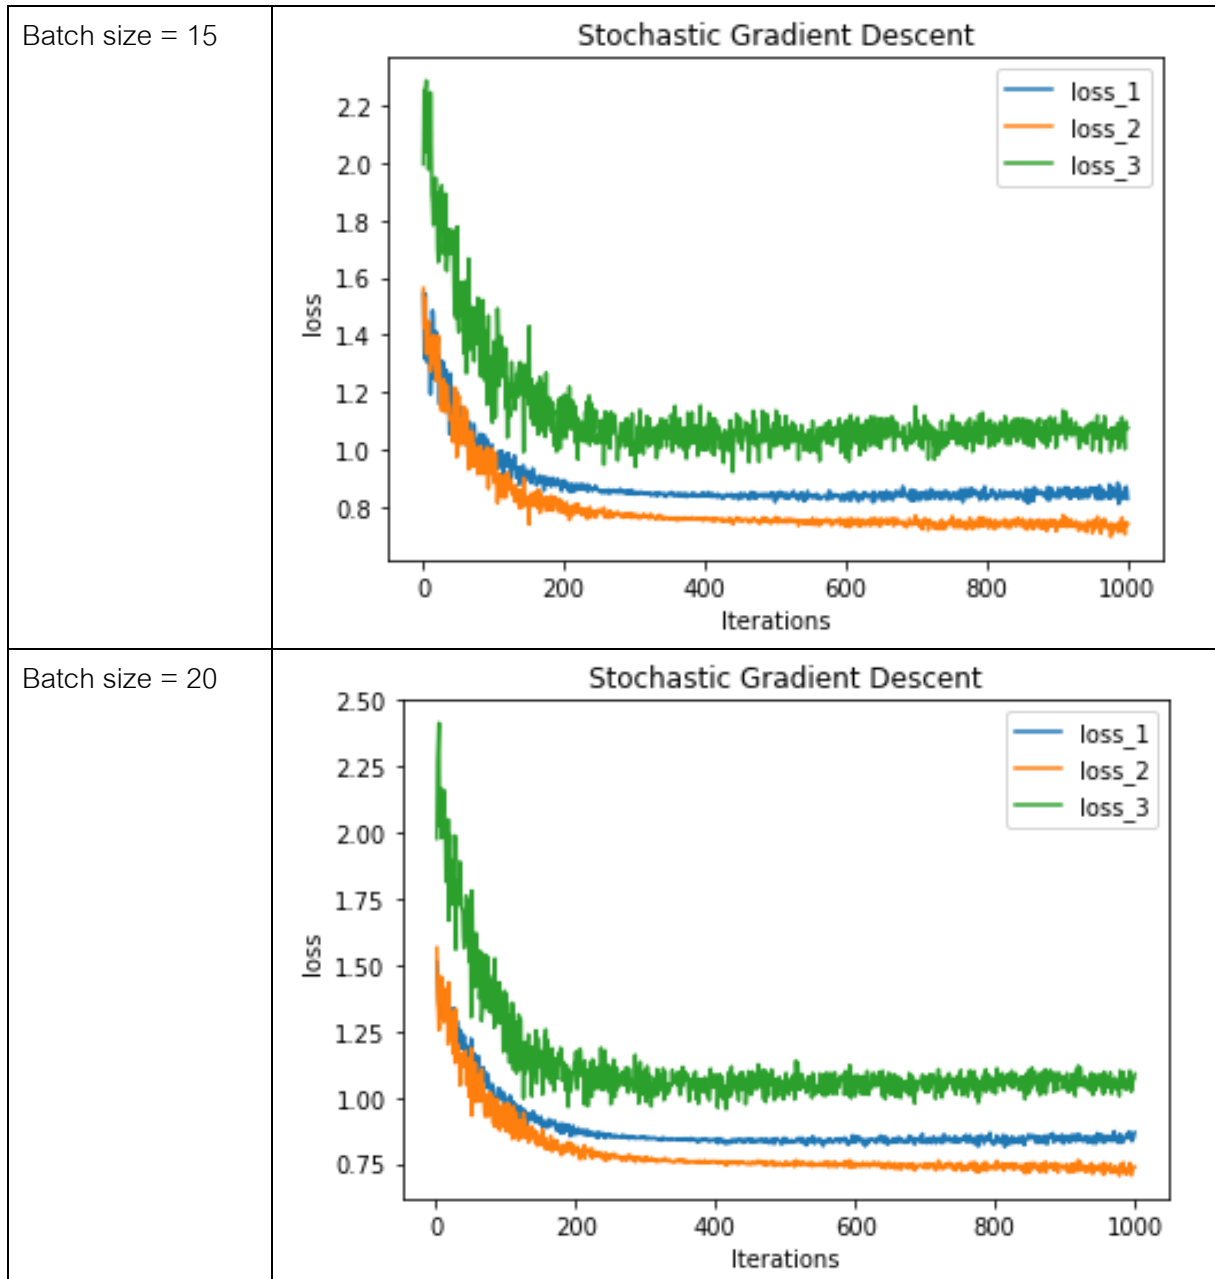 Batch size = 15
Stochastic Gradient Descent
loss_1
loss_2
loss_3
2.2
2.0
1.8
1.6
1.4
1.2
1.0
0.8
loss
0 200 400 600 800 1000
Iterations
Batch size = 20
Stochastic Gradient Descent
loss_1
loss_2
loss_3
2.50
2.25
2.00
1.75
1.50
1.25
1.00
0.75
loss
0 200 400 600 800 1000
Iterations